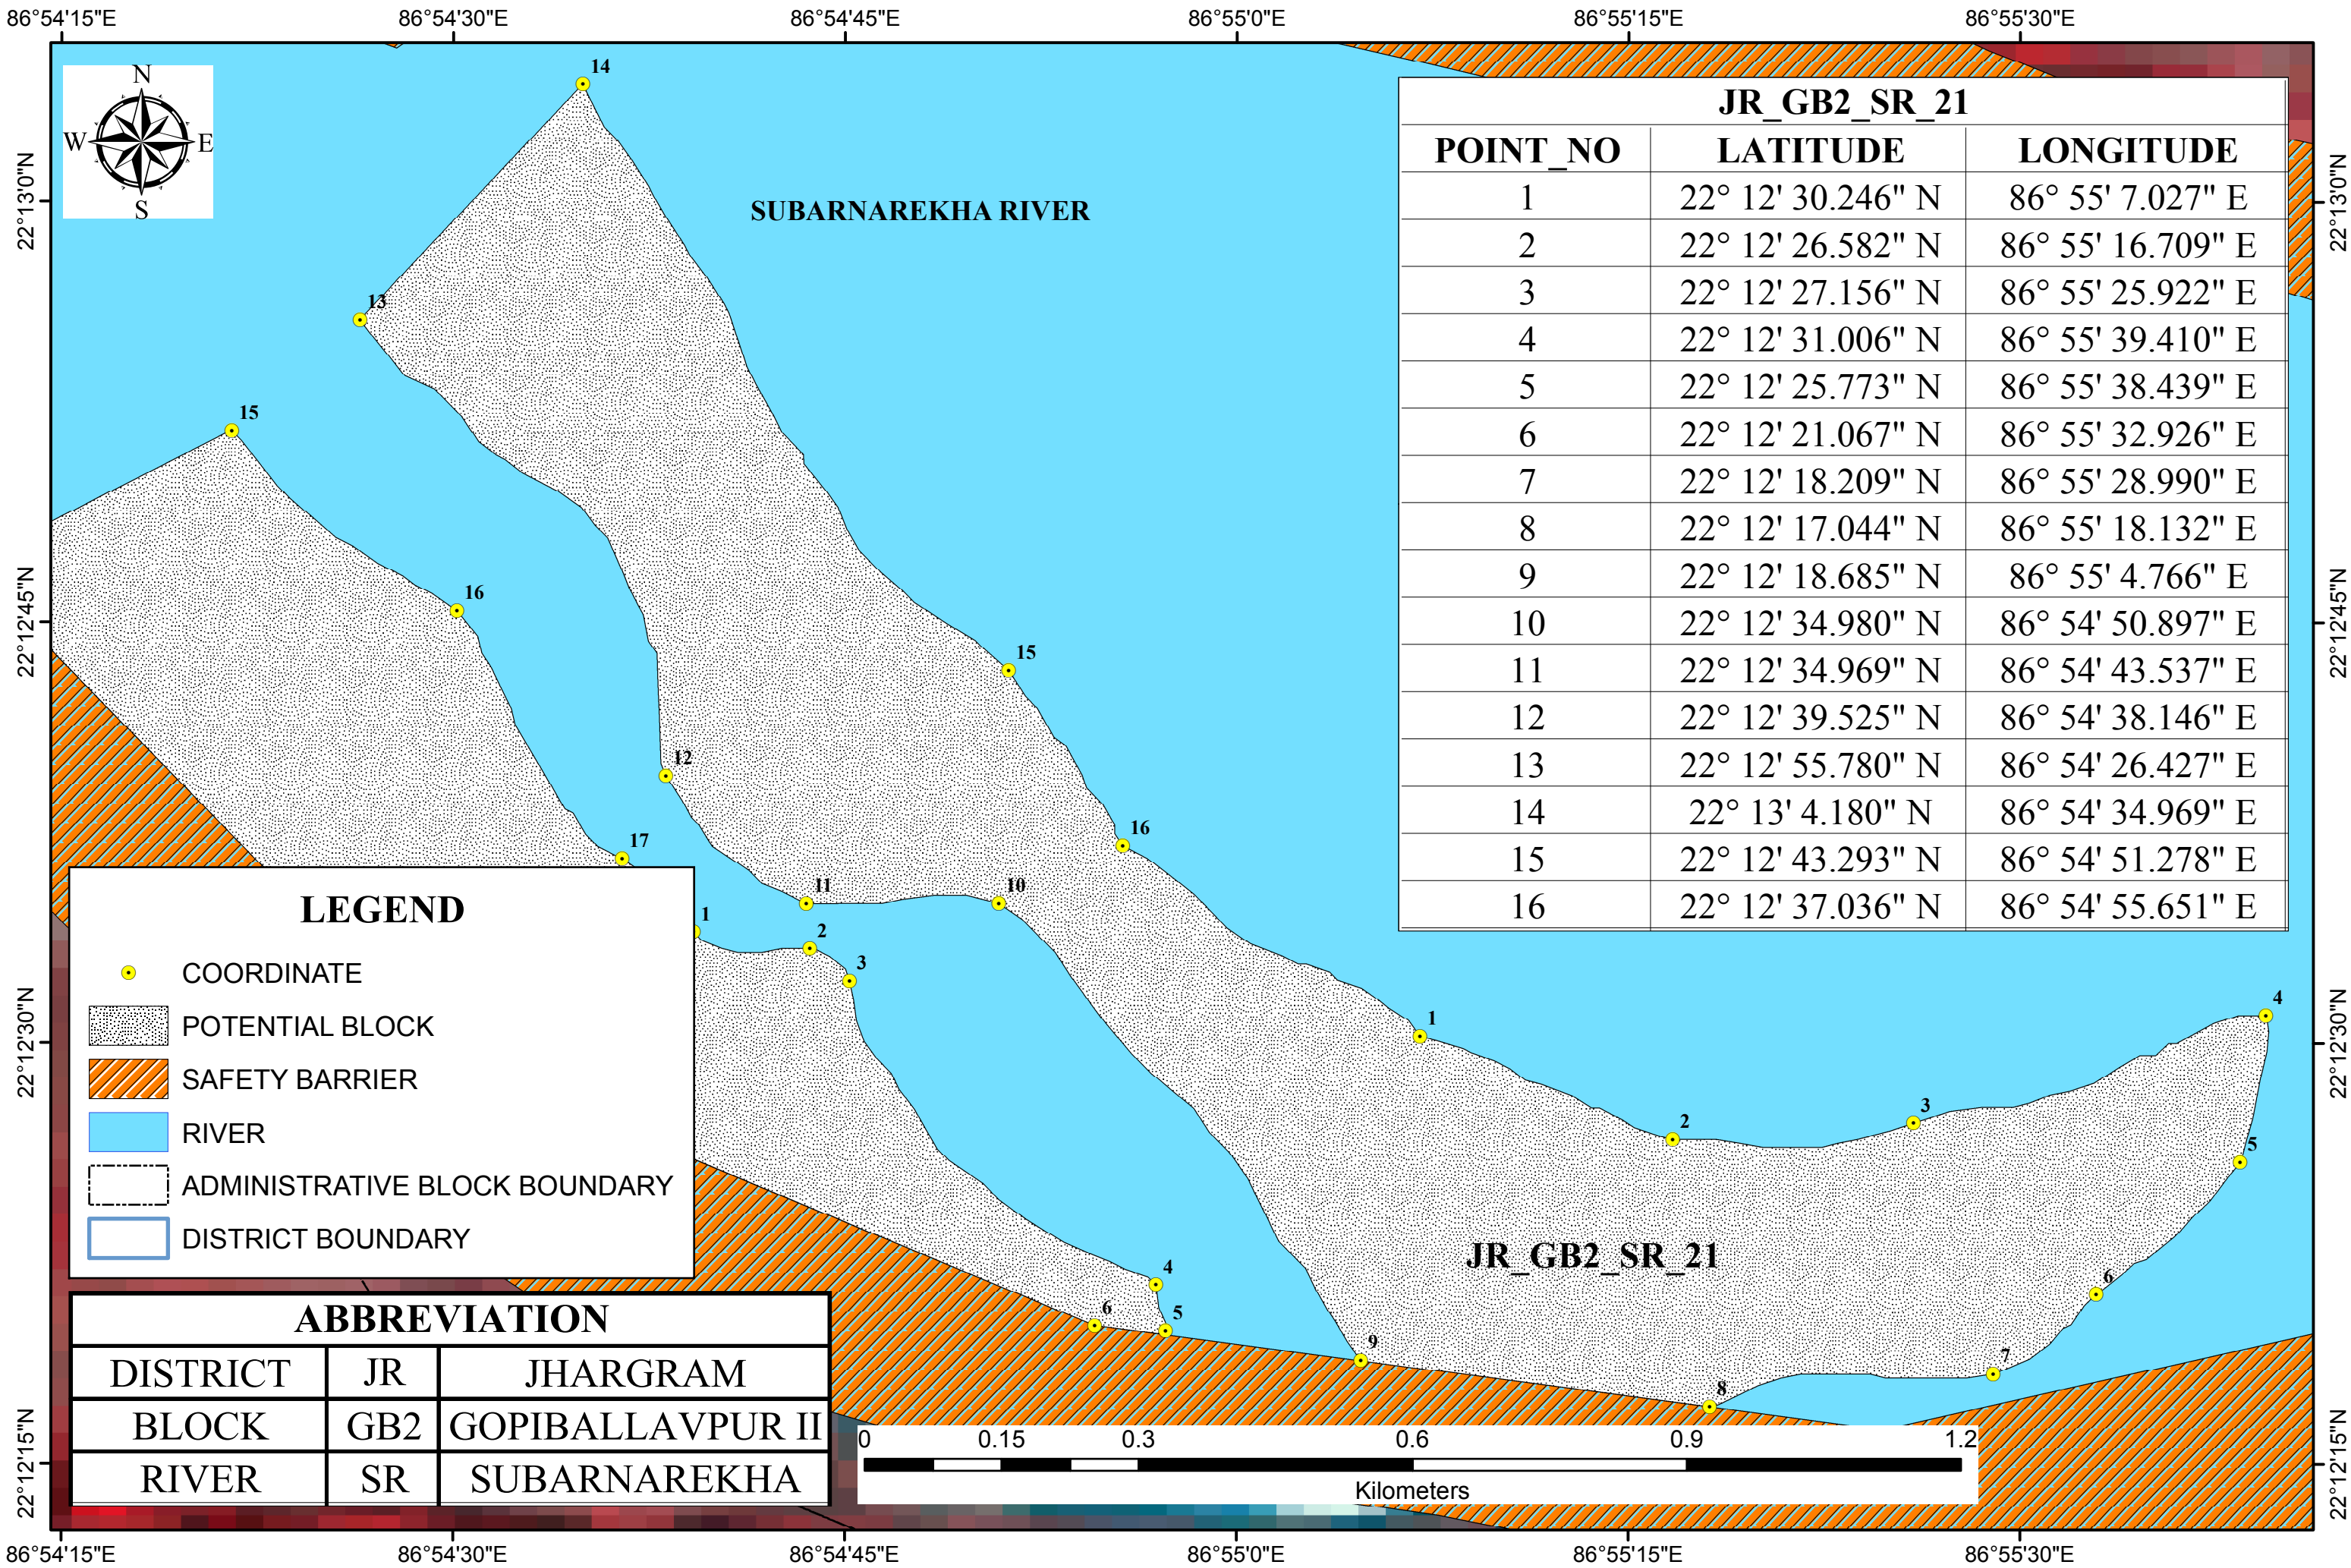 86°54'15"E 86°54'30"E 86°54'45"E 86°55'0"E 86°55'15"E 86°55'30"E
N
W E
S
22°13'0"N
22°12'45"N
22°12'30"N
22°12'15"N
22°13'0"N
22°12'45"N
22°12'30"N
22°12'15"N
SUBARNAREKHA RIVER
JR_GB2_SR_21
POINT_NO LATITUDE LONGITUDE
1 22° 12' 30.246" N 86° 55' 7.027" E
2 22° 12' 26.582" N 86° 55' 16.709" E
3 22° 12' 27.156" N 86° 55' 25.922" E
4 22° 12' 31.006" N 86° 55' 39.410" E
5 22° 12' 25.773" N 86° 55' 38.439" E
6 22° 12' 21.067" N 86° 55' 32.926" E
7 22° 12' 18.209" N 86° 55' 28.990" E
8 22° 12' 17.044" N 86° 55' 18.132" E
9 22° 12' 18.685" N 86° 55' 4.766" E
10 22° 12' 34.980" N 86° 54' 50.897" E
11 22° 12' 34.969" N 86° 54' 43.537" E
12 22° 12' 39.525" N 86° 54' 38.146" E
13 22° 12' 55.780" N 86° 54' 26.427" E
14 22° 13' 4.180" N 86° 54' 34.969" E
15 22° 12' 43.293" N 86° 54' 51.278" E
16 22° 12' 37.036" N 86° 54' 55.651" E
14
13
15
16
15
12
16
17
11
10
1
2
3
1
4
2
3
5
4
5
6
6
9
7
8
JR_GB2_SR_21
LEGEND
COORDINATE
POTENTIAL BLOCK
SAFETY BARRIER
RIVER
ADMINISTRATIVE BLOCK BOUNDARY
DISTRICT BOUNDARY
ABBREVIATION
DISTRICT JR JHARGRAM
BLOCK GB2 GOPIBALLAVPUR II
RIVER SR SUBARNAREKHA
0 0.15 0.3 0.6 0.9 1.2
Kilometers
86°54'15"E 86°54'30"E 86°54'45"E 86°55'0"E 86°55'15"E 86°55'30"E